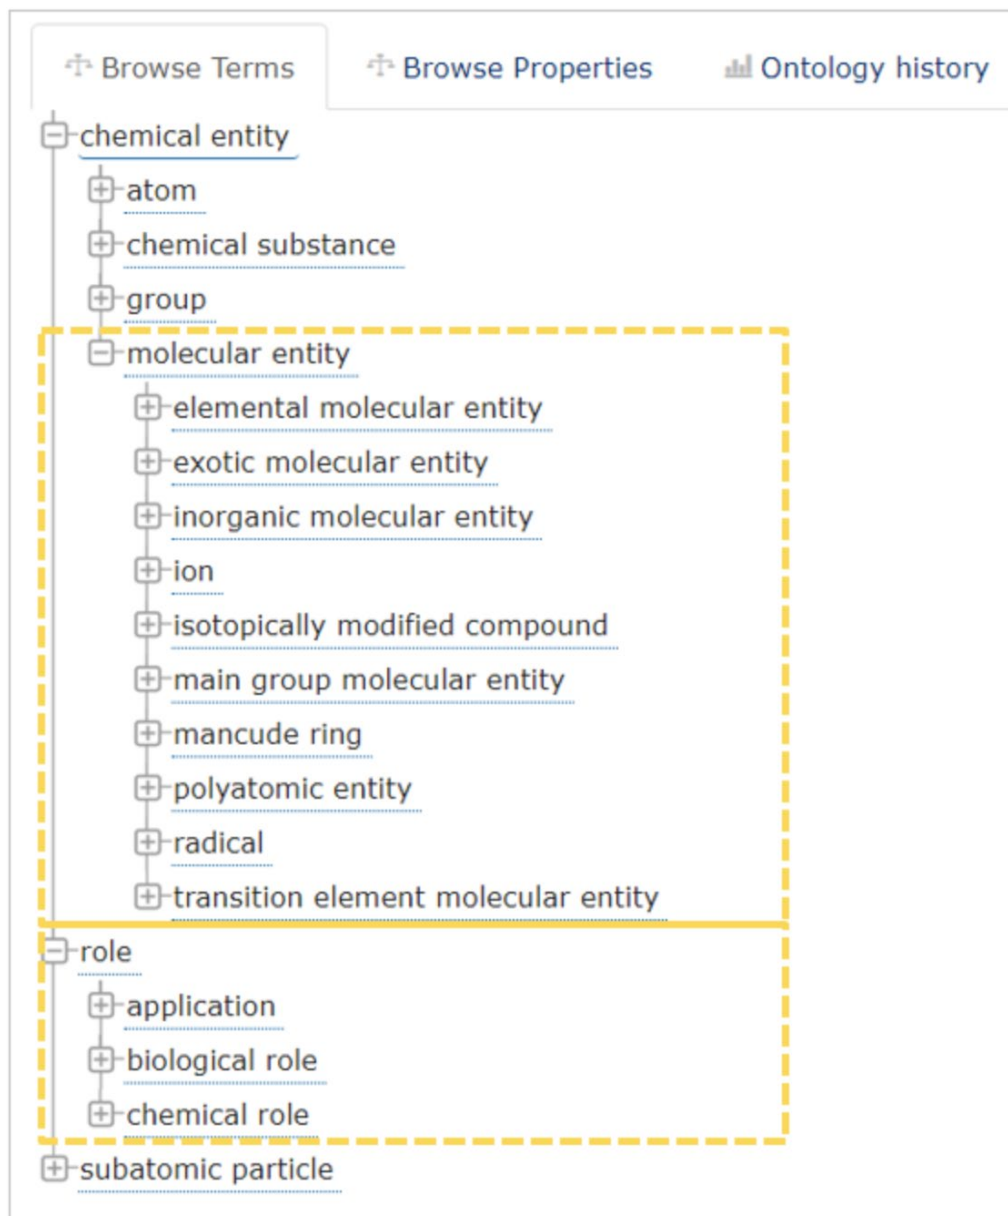 Browse Terms Browse Properties Ontology history
chemical entity
atom
chemical substance
group
molecular entity
elemental molecular entity
exotic molecular entity
inorganic molecular entity
ion
isotopically modified compound
main group molecular entity
mancude ring
polyatomic entity
radical
transition element molecular entity
role
application
biological role
chemical role
subatomic particle